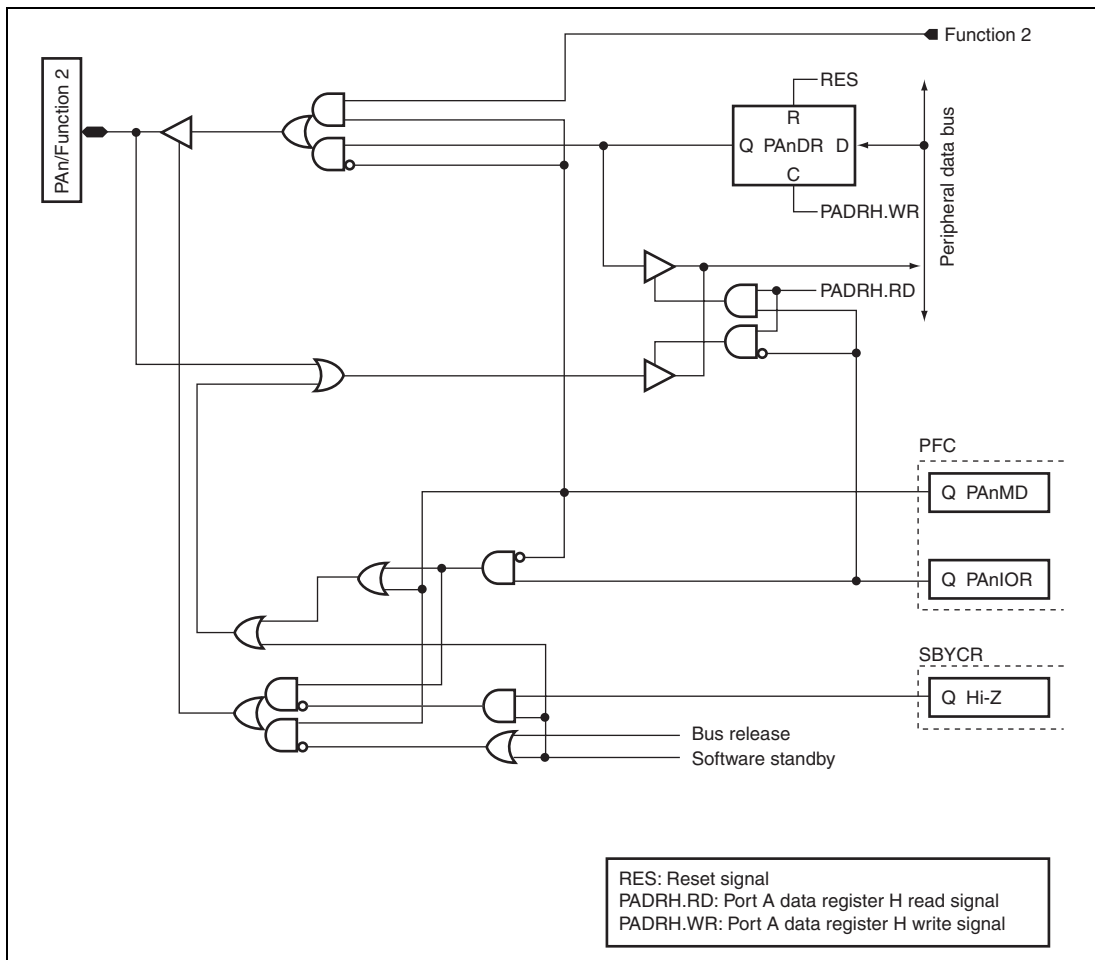 Function 2
PAn/Function 2
RES
R
Q PAnDR D
C
PADRH.WR
Peripheral data bus
PADRH.RD
PFC
Q PAnMD
Q PAnIOR
SBYCR
Q Hi-Z
Bus release
Software standby
RES: Reset signal
PADRH.RD: Port A data register H read signal
PADRH.WR: Port A data register H write signal